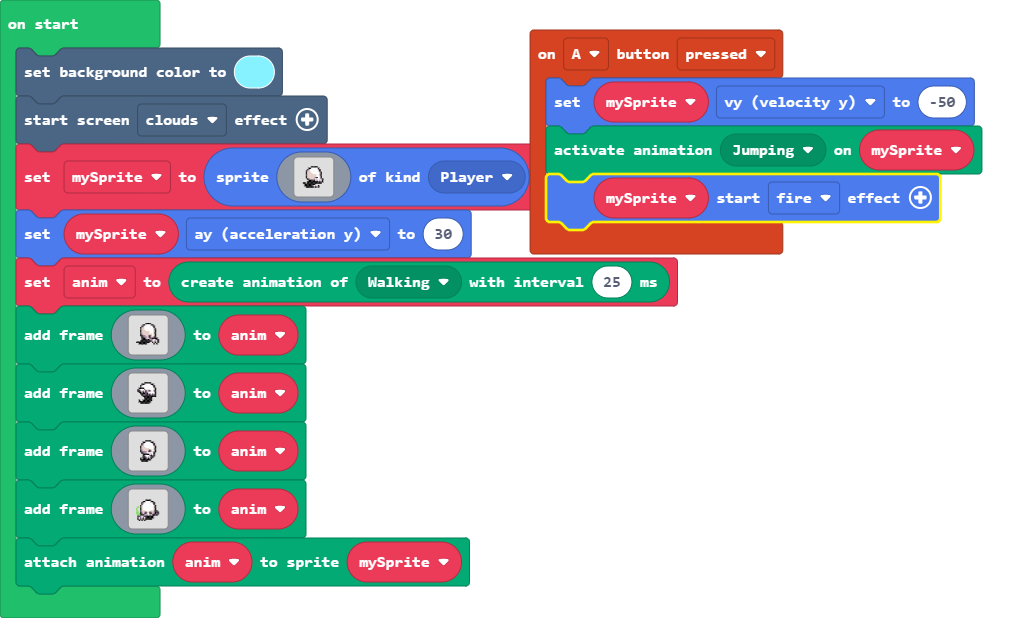 on start
set background color to
start screen clouds effect
set mySprite to sprite of kind Player
set mySprite ay (acceleration y) to 30
set anim to create animation of Walking with interval 25 ms
add frame to anim
add frame to anim
add frame to anim
add frame to anim
attach animation anim to sprite mySprite
on A button pressed
set mySprite vy (velocity y) to -50
activate animation Jumping on mySprite
mySprite start fire effect